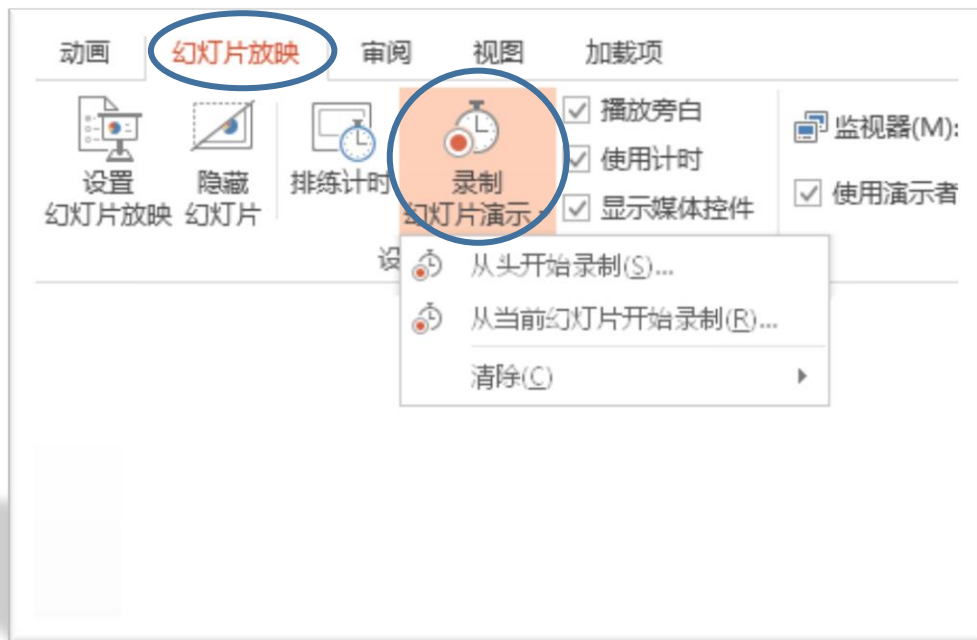 动画 幻灯片放映 审阅 视图 加载项
设置
幻灯片放映
隐藏
幻灯片
排练计时
录制
幻灯片演示
播放旁白
使用计时
显示媒体控件
监视器(M):
使用演示者
设
从头开始录制(S)...
从当前幻灯片开始录制(R)...
清除(C)